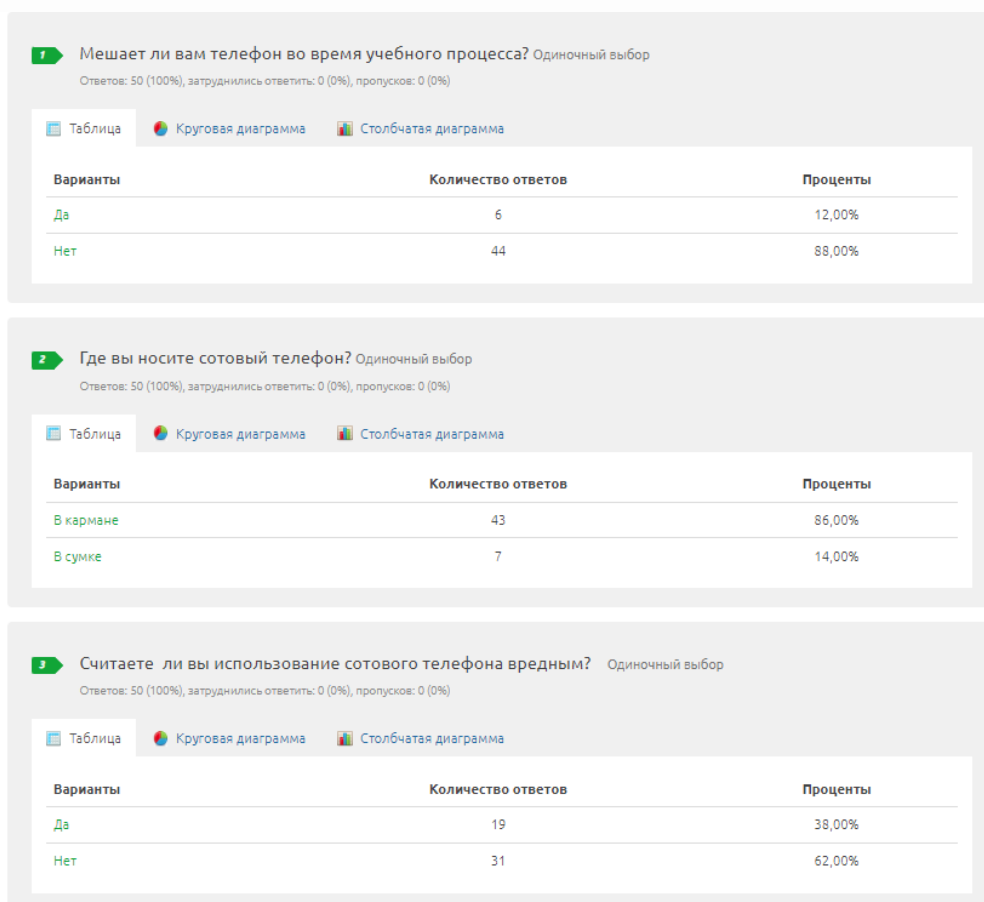 1 Мешает ли вам телефон во время учебного процесса? Одиночный выбор
Ответов: 50 (100%), затруднились ответить: 0 (0%), пропусков: 0 (0%)
Таблица Круговая диаграмма Столбчатая диаграмма
Варианты Количество ответов Проценты
Да 6 12,00%
Нет 44 88,00%
2 Где вы носите сотовый телефон? Одиночный выбор
Ответов: 50 (100%), затруднились ответить: 0 (0%), пропусков: 0 (0%)
Таблица Круговая диаграмма Столбчатая диаграмма
Варианты Количество ответов Проценты
В кармане 43 86,00%
В сумке 7 14,00%
3 Считаете ли вы использование сотового телефона вредным? Одиночный выбор
Ответов: 50 (100%), затруднились ответить: 0 (0%), пропусков: 0 (0%)
Таблица Круговая диаграмма Столбчатая диаграмма
Варианты Количество ответов Проценты
Да 19 38,00%
Нет 31 62,00%